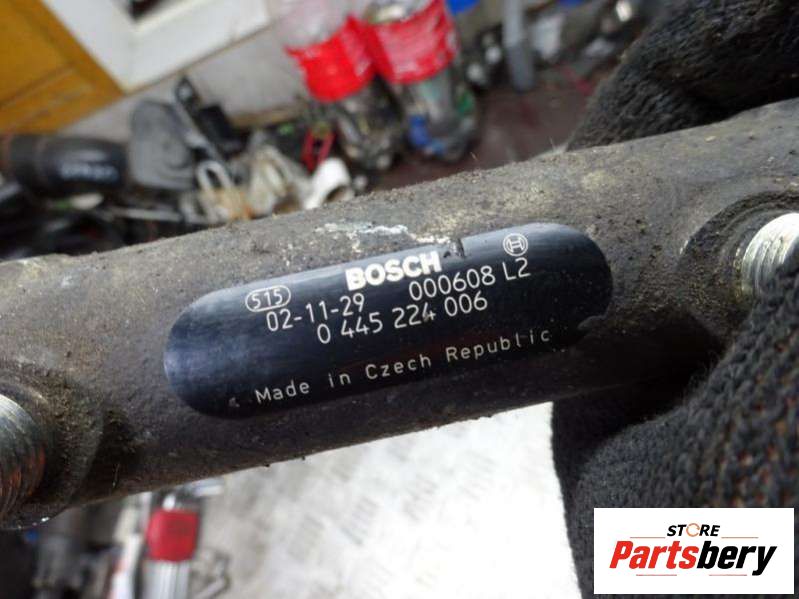 BOSCH
515 02-11-29 000608 L2
0 445 224 006
Made in Czech Republic
STORE
Partsbery